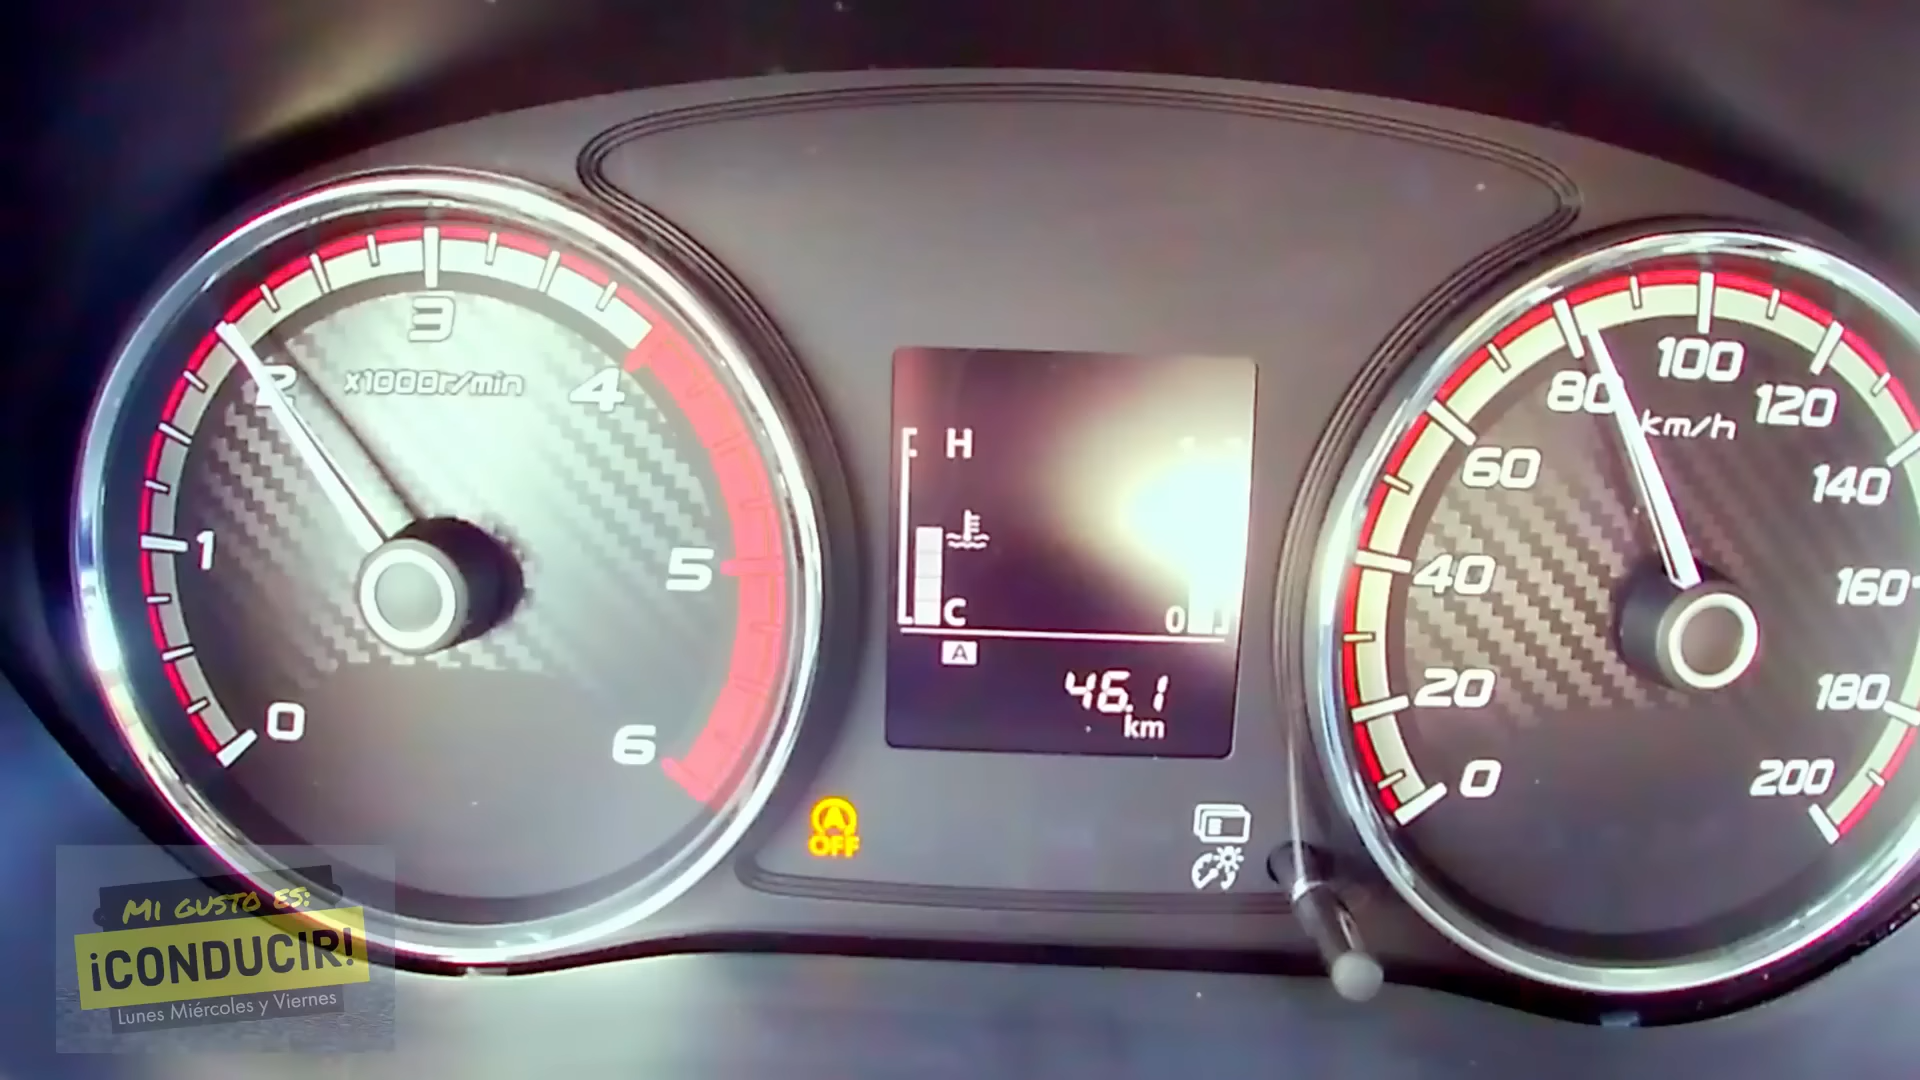 3
2
x1000r/min
4
1
5
0
6
H
C
0
A
46.1
km
A
OFF
100
80
120
km/h
60
140
40
160
20
180
0
200
MI GUSTO ES:
¡CONDUCIR!
Lunes Miércoles y Viernes